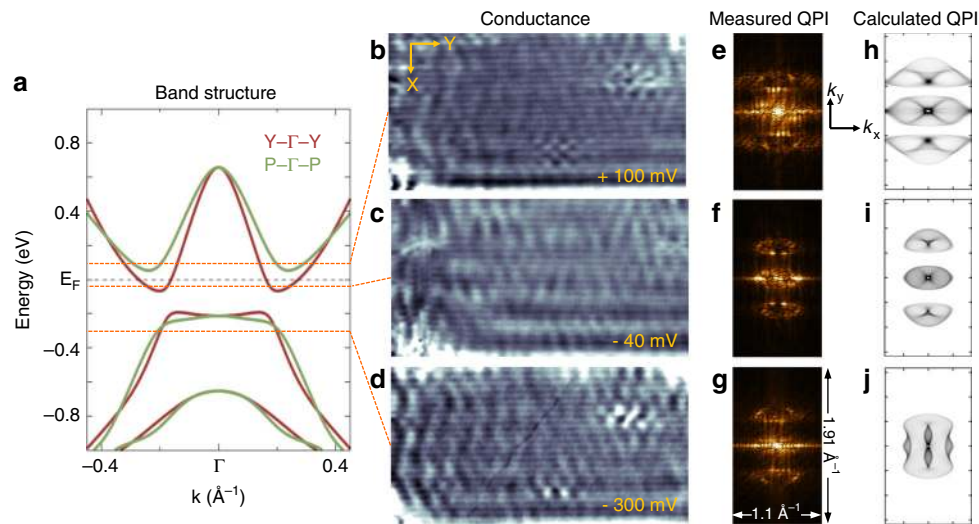 Conductance
Measured QPI
Calculated QPI
a
Band structure
Y–Γ–Y
P–Γ–P
0.8
0.4
E_F
−0.4
−0.8
Energy (eV)
−0.4
Γ
0.4
k (Å⁻¹)
b
Y
X
+ 100 mV
c
- 40 mV
d
- 300 mV
e
k_y
k_x
f
g
1.91 Å⁻¹
1.1 Å⁻¹
h
i
j